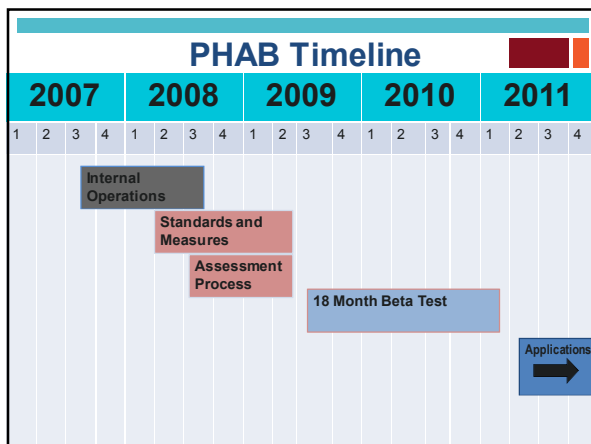 PHAB Timeline
2007 2008 2009 2010 2011
1 2 3 4 1 2 3 4 1 2 3 4 1 2 3 4 1 2 3 4
Internal
Operations
Standards and
Measures
Assessment
Process
18 Month Beta Test
Applications